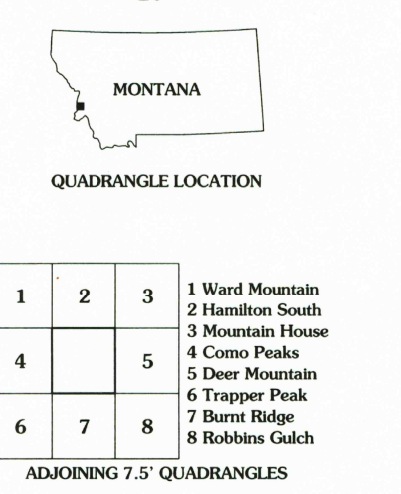 MONTANA
QUADRANGLE LOCATION
1 2 3
4 5
6 7 8
1 Ward Mountain
2 Hamilton South
3 Mountain House
4 Como Peaks
5 Deer Mountain
6 Trapper Peak
7 Burnt Ridge
8 Robbins Gulch
ADJOINING 7.5' QUADRANGLES